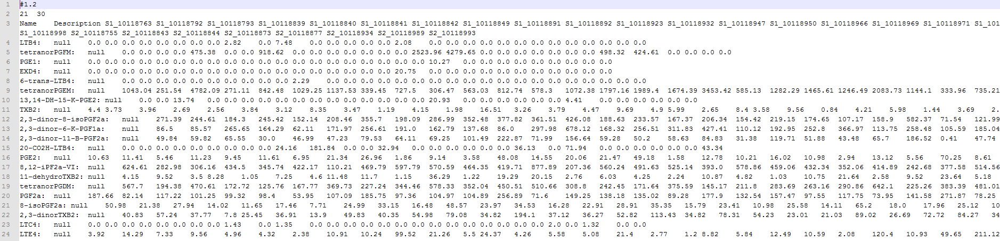 1 #1.2
2 21 30
3 Name Description S1_10118763 S1_10118792 S1_10118793 S1_10118839 S1_10118840 S1_10118841 S1_10118842 S1_10118849 S1_10118891 S1_10118892 S1_10118923 S1_10118932 S1_10118947 S1_10118950 S1_10118966 S1_10118969 S1_10118971 S1_101
S1_10118998 S2_10118755 S2_10118843 S2_10118844 S2_10118873 S2_10118877 S2_10118934 S2_10118989 S2_10118993
4 LTB4: null 0.0 0.0 0.0 0.0 0.0 0.0 0.0 0.0 2.82 0.0 7.48 0.0 0.0 0.0 0.0 0.0 2.08 0.0 0.0 0.0 0.0 0.0 0.0 0.0 0.0 0.0 0.0 0.0 0.0 0.0
5 tetranorPGFM: null 0.0 0.0 0.0 0.0 475.38 0.0 0.0 918.62 0.0 0.0 0.0 0.0 0.0 0.0 0.0 2523.96 4279.65 0.0 0.0 0.0 0.0 0.0 0.0 0.0 498.32 424.61 0.0 0.0 0.0 0.0
6 PGE1: null 0.0 0.0 0.0 0.0 0.0 0.0 0.0 0.0 0.0 0.0 0.0 0.0 0.0 0.0 0.0 0.0 0.0 0.0 0.0 0.0 10.27 0.0 0.0 0.0 0.0 0.0 0.0 0.0 0.0 0.0
7 EXD4: null 0.0 0.0 0.0 0.0 0.0 0.0 0.0 0.0 0.0 0.0 0.0 0.0 0.0 0.0 0.0 0.0 0.0 0.0 20.75 0.0 0.0 0.0 0.0 0.0 0.0 0.0 0.0 0.0 0.0 0.0
8 6-trans-LTB4: null 0.0 0.0 0.0 0.0 0.0 0.0 0.0 0.0 0.0 0.0 2.29 0.0 0.0 0.0 0.0 0.0 0.0 0.0 0.0 0.0 0.0 0.0 0.0 0.0 0.0 0.0 0.0 0.0 0.0 0.0
9 tetranorPGEM: null 1043.04 251.54 4782.09 271.11 842.48 1029.25 1137.53 339.45 727.5 306.47 563.03 812.74 578.3 1072.38 1797.16 1989.4 1674.39 3453.42 585.13 1282.29 1465.61 1246.49 2083.73 1144.1 333.96 735.21
10 13,14-DH-15-K-PGE2: null 0.0 0.0 13.74 0.0 0.0 0.0 0.0 0.0 0.0 0.0 0.0 0.0 0.0 0.0 0.0 0.0 20.93 0.0 0.0 0.0 0.0 0.0 0.0 4.41 0.0 0.0 0.0 0.0 0.0 0.0
11 TXB2: null 4.4 3.73 3.96 2.69 2.56 3.84 3.12 8.35 3.47 1.19 4.15 1.98 16.51 3.26 3.79 4.47 9.69 4.9 5.99 2.65 8.4 3.58 9.56 0.84 4.21 5.98 1.44 3.69 2.
12 2,3-dinor-8-isoPGF2a: null 271.39 244.61 184.3 245.42 152.14 208.46 355.7 198.09 286.99 352.48 377.82 361.51 426.08 188.63 233.57 167.37 206.34 154.42 219.15 174.65 107.17 158.9 582.37 71.54 121.99
13 2,3-dinor-6-K-PGF1a: null 86.5 85.57 265.65 164.29 62.11 171.97 256.61 191.0 162.79 137.68 86.0 297.98 678.12 168.32 256.51 311.83 427.41 110.12 192.95 252.8 366.97 113.75 258.48 105.59 185.04
14 2,3-dinor-11-B-PGF2a: null 49.84 59.82 65.55 30.0 46.99 47.23 79.53 64.11 69.25 101.49 222.87 71.99 156.64 59.28 50.2 58.63 84.83 31.38 119.71 51.88 43.48 65.7 186.52 0.41 47.74
15 20-CO2H-LTB4: null 0.0 0.0 0.0 0.0 0.0 0.0 0.0 0.0 0.0 24.16 181.84 0.0 0.0 32.94 0.0 0.0 0.0 0.0 0.0 0.0 0.0 36.13 0.0 71.94 0.0 0.0 0.0 0.0 0.0 0.0 43.34
16 PGE2: null 10.63 11.41 5.46 11.23 9.45 11.61 6.95 21.34 26.96 1.86 9.14 3.58 48.08 14.55 20.06 21.47 49.18 1.58 12.78 10.21 16.02 10.98 2.94 13.12 5.56 70.25 8.61
17 8,12-iPF2a-VI: null 624.61 282.98 306.16 434.5 345.74 422.17 110.21 469.79 597.79 570.59 464.35 419.71 877.89 207.36 560.24 491.63 525.14 393.0 578.86 459.06 432.34 352.06 414.89 242.68 377.58 514.56
18 11-dehydroTXB2: null 4.15 9.52 3.5 8.28 1.05 7.25 4.6 11.48 11.7 1.15 36.29 1.22 19.29 20.15 2.76 6.03 4.25 2.24 10.87 4.82 1.03 10.75 21.64 2.58 9.52 23.64 5.18
19 tetranorPGDM: null 567.7 194.38 470.61 172.72 125.76 167.77 369.73 227.24 344.46 578.33 352.04 450.51 510.66 308.8 242.45 171.64 375.59 145.17 211.8 283.69 263.16 290.86 642.1 225.26 383.39 481.01
20 PGF2a: null 187.66 82.14 117.22 101.25 99.32 98.4 53.95 107.09 185.75 97.36 104.97 104.89 256.89 71.6 149.25 138.18 135.02 89.28 177.9 132.54 157.47 97.55 117.75 73.95 141.58 271.87 78.25
21 8-isoPGF2a: null 50.98 21.38 27.94 14.02 11.65 17.46 7.71 24.99 33.15 16.48 48.57 23.97 34.53 16.28 22.91 28.91 35.35 15.79 23.41 10.98 25.58 14.11 65.2 18.0 17.96 25.12 10
22 2,3-dinorTXB2: null 40.83 57.24 37.77 7.8 25.45 36.91 13.9 49.83 40.35 54.98 79.08 34.82 194.1 37.12 36.27 52.82 113.43 34.82 78.31 54.23 23.01 21.03 89.02 26.69 72.72 84.27 34
23 LTC4: null 0.0 0.0 0.0 0.0 0.0 0.0 0.0 0.0 1.43 0.0 1.35 0.0 0.0 0.0 0.0 0.0 0.0 0.0 0.0 0.0 0.0 0.0 0.0 0.0 0.0 2.0 0.0 1.32 0.0 0.0 0.0
24 LTE4: null 3.92 14.29 7.33 9.56 4.96 4.32 2.38 10.91 10.24 99.52 21.26 5.5 24.37 4.26 5.58 5.08 21.4 2.77 1.2 8.82 5.84 12.49 10.59 2.08 120.4 10.93 49.65 211.12